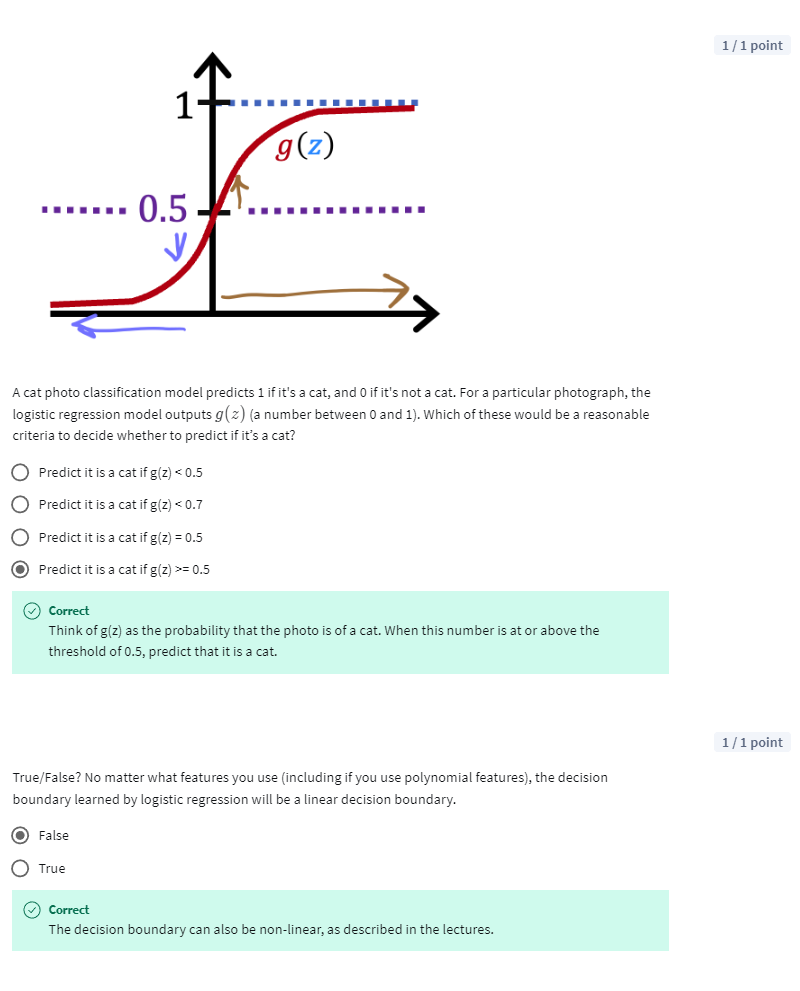 1 / 1 point
1
g(z)
0.5
A cat photo classification model predicts 1 if it's a cat, and 0 if it's not a cat. For a particular photograph, the
logistic regression model outputs g(z) (a number between 0 and 1). Which of these would be a reasonable
criteria to decide whether to predict if it’s a cat?
Predict it is a cat if g(z) < 0.5
Predict it is a cat if g(z) < 0.7
Predict it is a cat if g(z) = 0.5
Predict it is a cat if g(z) >= 0.5
Correct
Think of g(z) as the probability that the photo is of a cat. When this number is at or above the
threshold of 0.5, predict that it is a cat.
1 / 1 point
True/False? No matter what features you use (including if you use polynomial features), the decision
boundary learned by logistic regression will be a linear decision boundary.
False
True
Correct
The decision boundary can also be non-linear, as described in the lectures.